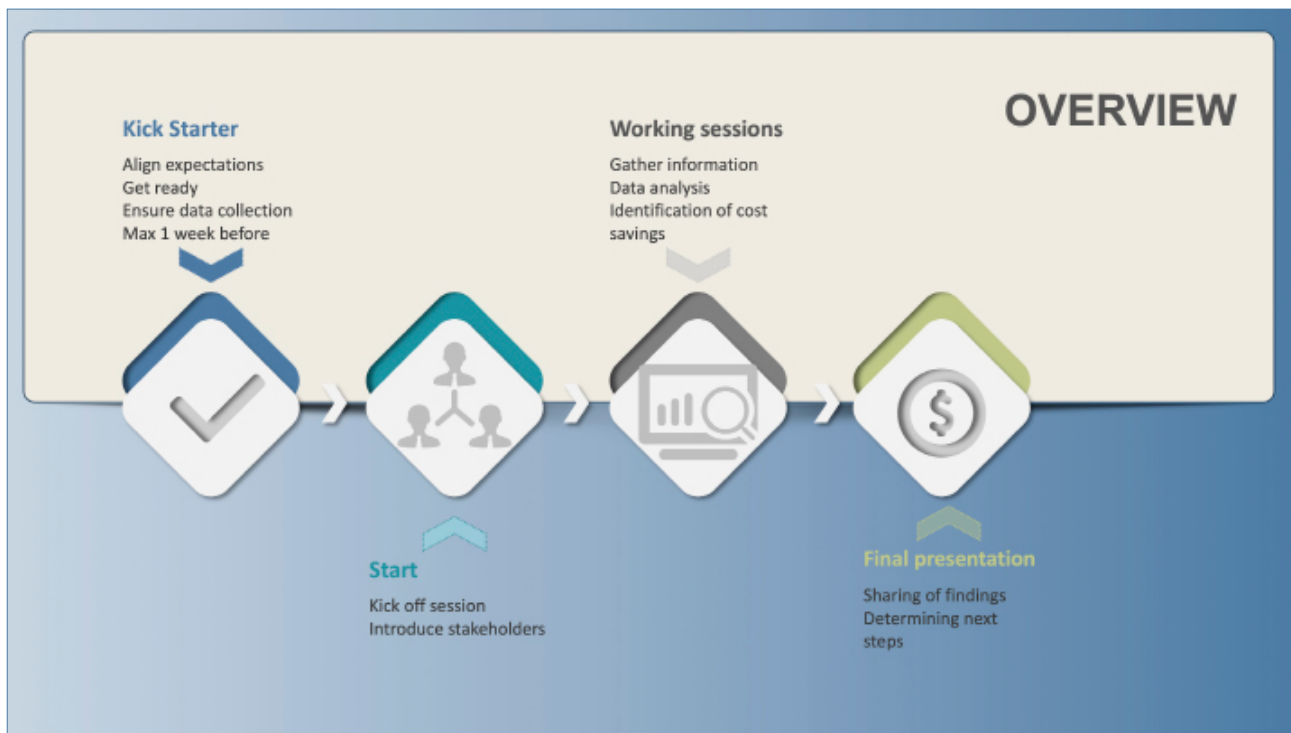 OVERVIEW
Kick Starter
Align expectations
Get ready
Ensure data collection
Max 1 week before
Working sessions
Gather information
Data analysis
Identification of cost
savings
$
Start
Kick off session
Introduce stakeholders
Final presentation
Sharing of findings
Determining next
steps